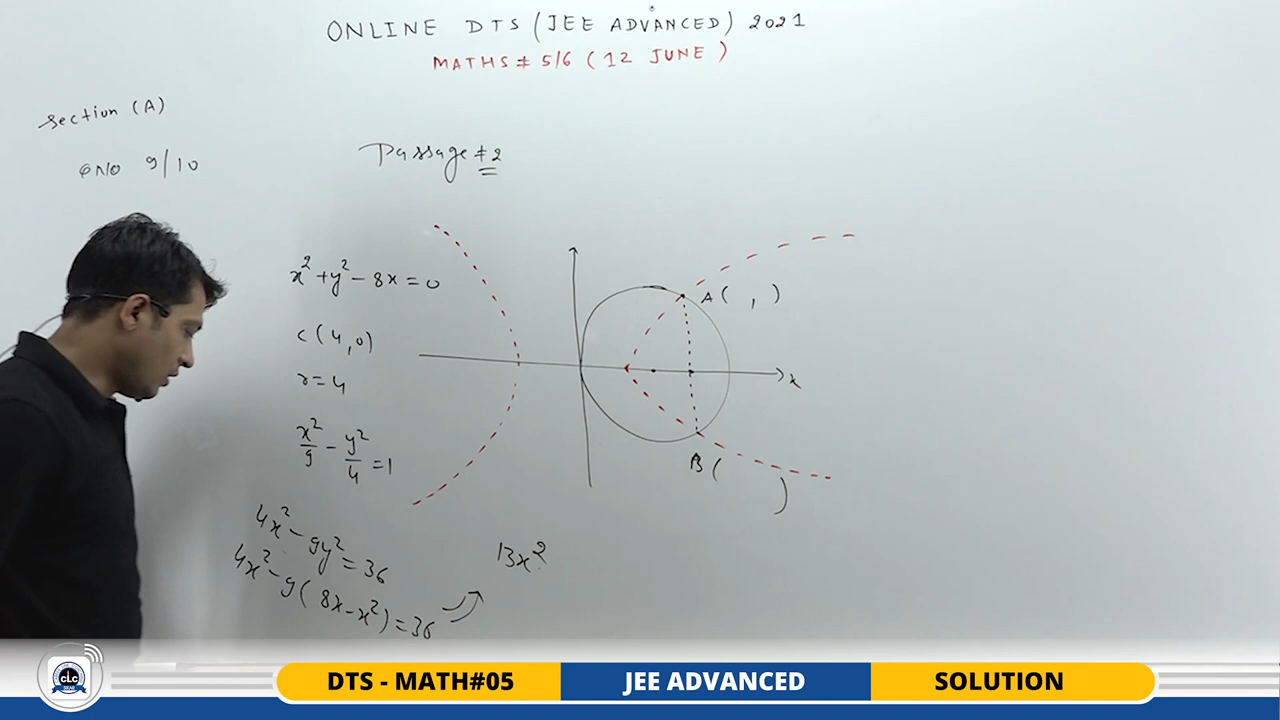 ONLINE DTS (JEE ADVANCED) 2021
MATHS # 5/6 (12 JUNE)
Section (A)
QNO 9/10
Passage # 2
x²+y²-8x=0
C(4,0)
r=4
x²/9 - y²/4 = 1
4x²-9y²=36
4x²-9(8x-x²)=36
13x²
A( , )
x
B( )
CLC
DTS - MATH#05
JEE ADVANCED
SOLUTION